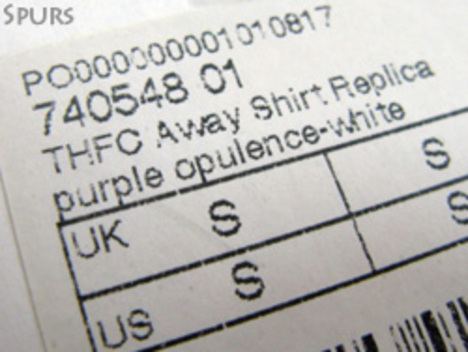 SPURS
PO0000000001010817
740548 01
THFC Away Shirt Replica
purple opulence-white
UK S S
US S S